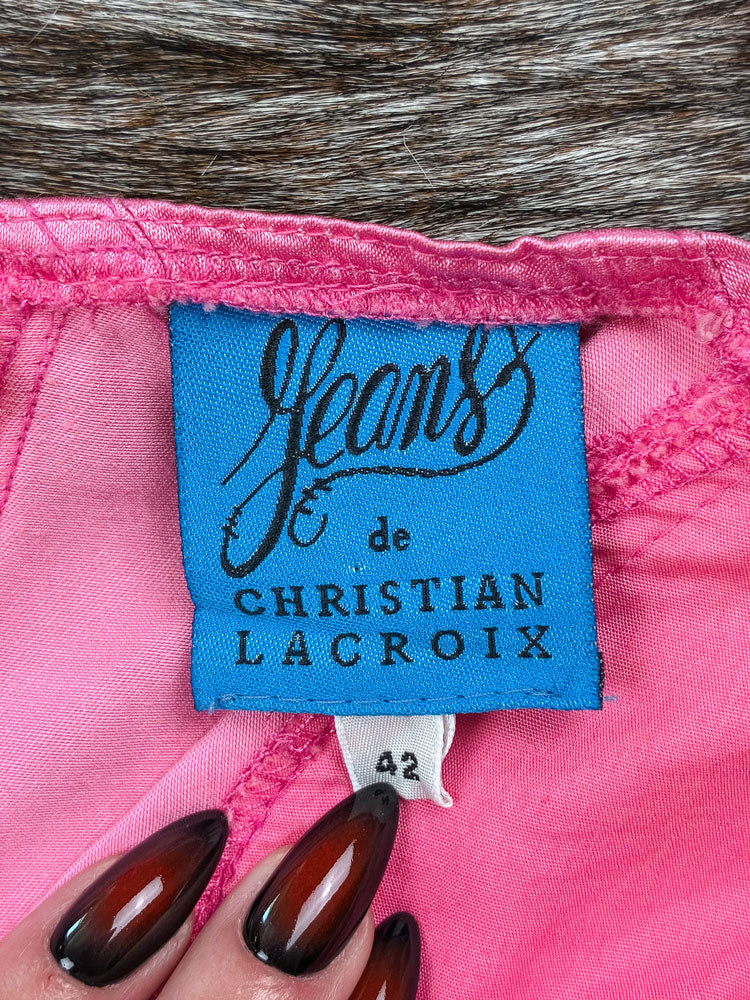 Jeans
de
CHRISTIAN
LACROIX
42